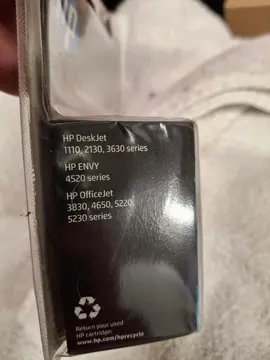 HP DeskJet
1110, 2130, 3630 series
HP ENVY
4520 series
HP OfficeJet
3830, 4650, 5220,
5230 series
Return your used
HP cartridge:
www.hp.com/hprecycle